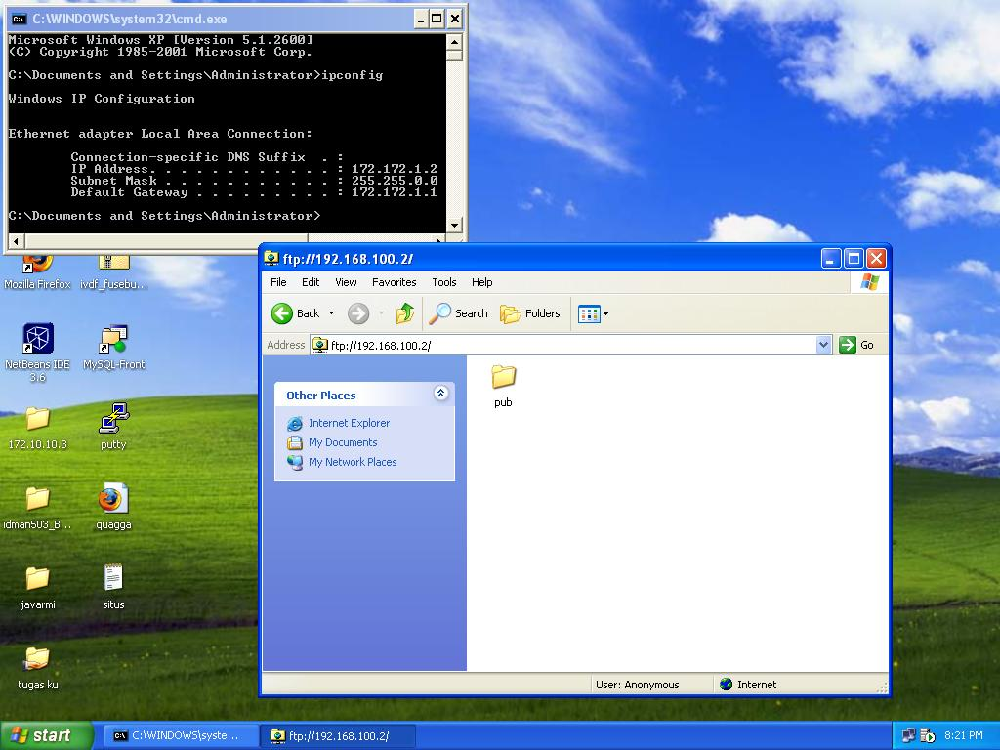 C:\WINDOWS\system32\cmd.exe
Microsoft Windows XP [Version 5.1.2600]
(C) Copyright 1985-2001 Microsoft Corp.
C:\Documents and Settings\Administrator>ipconfig
Windows IP Configuration
Ethernet adapter Local Area Connection:
Connection-specific DNS Suffix . :
IP Address. . . . . . . . . . . . : 172.172.1.2
Subnet Mask . . . . . . . . . . . : 255.255.0.0
Default Gateway . . . . . . . . . : 172.172.1.1
C:\Documents and Settings\Administrator>
Mozilla Firefox
ivdf_fusebu...
NetBeans IDE
3.6
MySQL-Front
172.10.10.3
putty
idman503_B...
quagga
javarmi
situs
tugas ku
ftp://192.168.100.2/
File Edit View Favorites Tools Help
Back Search Folders
Address ftp://192.168.100.2/ Go
Other Places
Internet Explorer
My Documents
My Network Places
pub
User: Anonymous Internet
start C:\WINDOWS\syste... ftp://192.168.100.2/ 8:21 PM